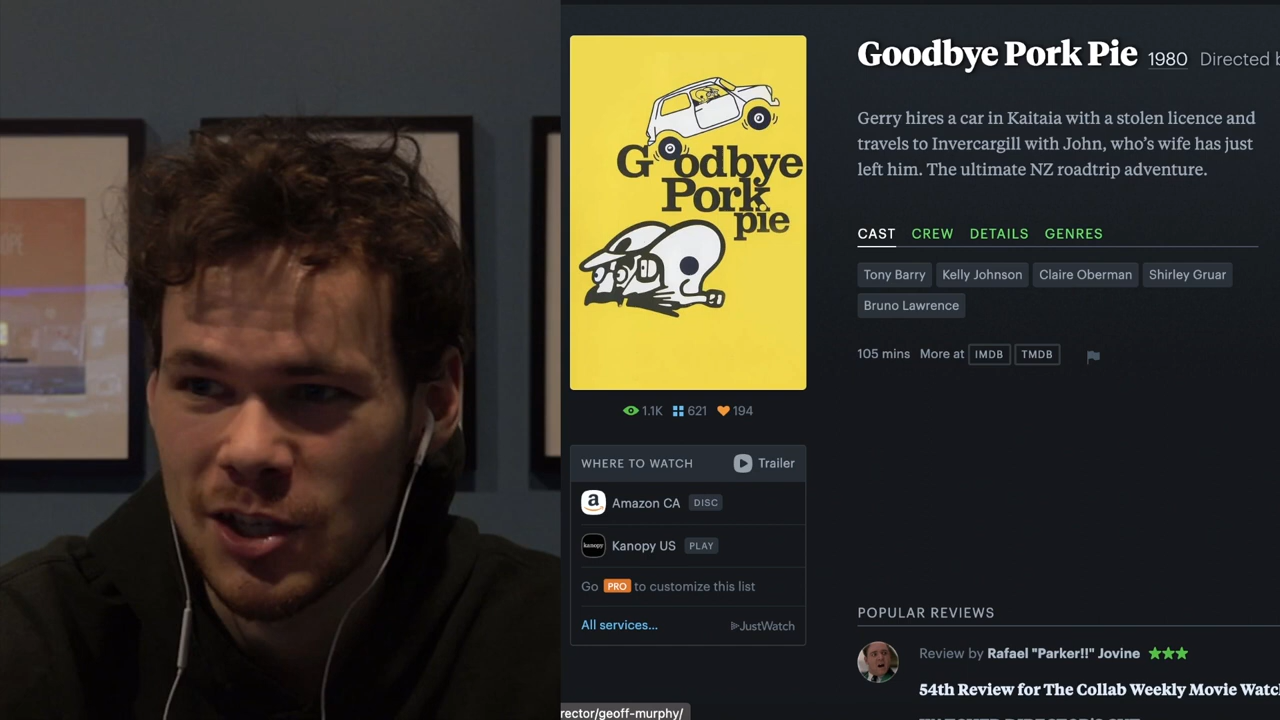 OPE
Goodbye Pork Pie 1980 Directed b
Gerry hires a car in Kaitaia with a stolen licence and
travels to Invercargill with John, who's wife has just
left him. The ultimate NZ roadtrip adventure.
G odbye
Pork
pie
CAST CREW DETAILS GENRES
Tony Barry Kelly Johnson Claire Oberman Shirley Gruar
Bruno Lawrence
105 mins More at IMDB TMDB
1.1K 621 194
WHERE TO WATCH Trailer
a Amazon CA DISC
kanopy Kanopy US PLAY
Go PRO to customize this list
All services... JustWatch
POPULAR REVIEWS
Review by Rafael "Parker!!" Jovine
54th Review for The Collab Weekly Movie Watc
rector/geoff-murphy/